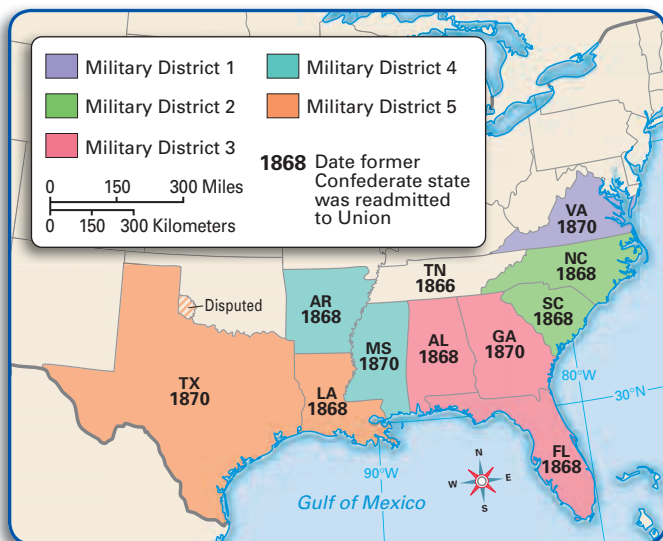 Military District 1
Military District 2
Military District 3
Military District 4
Military District 5
0 150 300 Miles
0 150 300 Kilometers
1868 Date former
Confederate state
was readmitted
to Union
VA
1870
NC
1868
TN
1866
SC
1868
Disputed
AR
1868
MS
1870
AL
1868
GA
1870
TX
1870
LA
1868
FL
1868
80°W
30°N
90°W
Gulf of Mexico
N
W
E
S